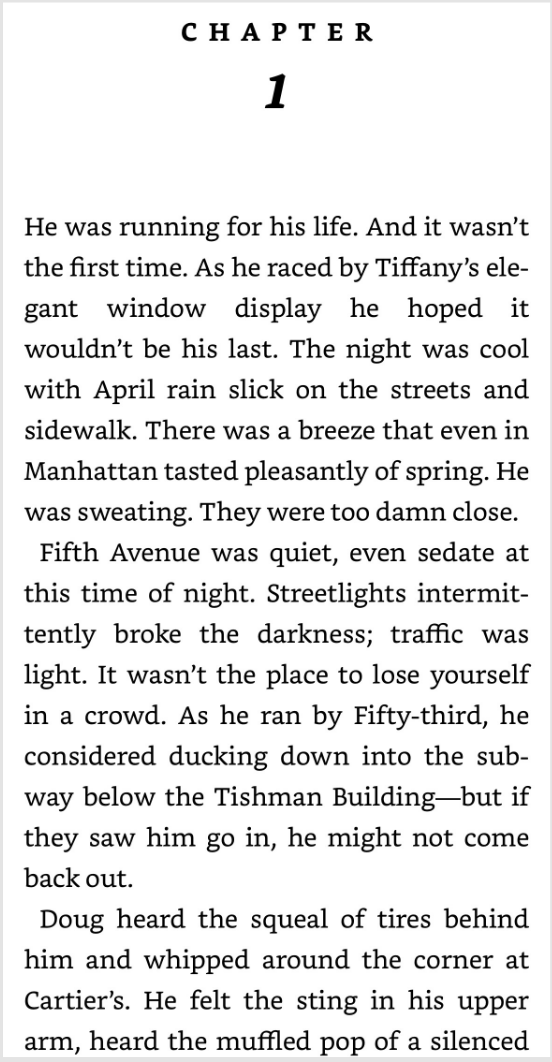 CHAPTER
1
He was running for his life. And it wasn’t
the first time. As he raced by Tiffany’s ele-
gant window display he hoped it
wouldn’t be his last. The night was cool
with April rain slick on the streets and
sidewalk. There was a breeze that even in
Manhattan tasted pleasantly of spring. He
was sweating. They were too damn close.
Fifth Avenue was quiet, even sedate at
this time of night. Streetlights intermit-
tently broke the darkness; traffic was
light. It wasn’t the place to lose yourself
in a crowd. As he ran by Fifty-third, he
considered ducking down into the sub-
way below the Tishman Building—but if
they saw him go in, he might not come
back out.
Doug heard the squeal of tires behind
him and whipped around the corner at
Cartier’s. He felt the sting in his upper
arm, heard the muffled pop of a silenced